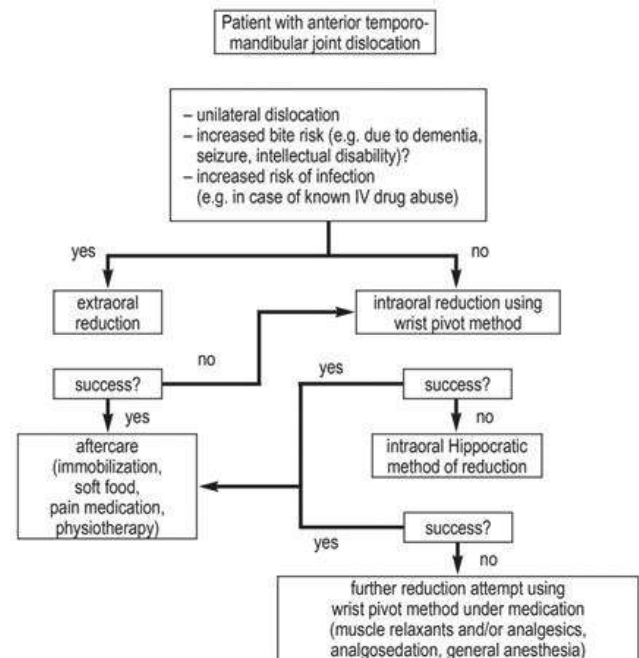 Patient with anterior temporo-
mandibular joint dislocation
– unilateral dislocation
– increased bite risk (e.g. due to dementia,
seizure, intellectual disability)?
– increased risk of infection
(e.g. in case of known IV drug abuse)
yes
no
extraoral
reduction
intraoral reduction using
wrist pivot method
no
yes
success?
success?
yes
no
aftercare
(immobilization,
soft food,
pain medication,
physiotherapy)
intraoral Hippocratic
method of reduction
success?
yes
no
further reduction attempt using
wrist pivot method under medication
(muscle relaxants and/or analgesics,
analgosedation, general anesthesia)